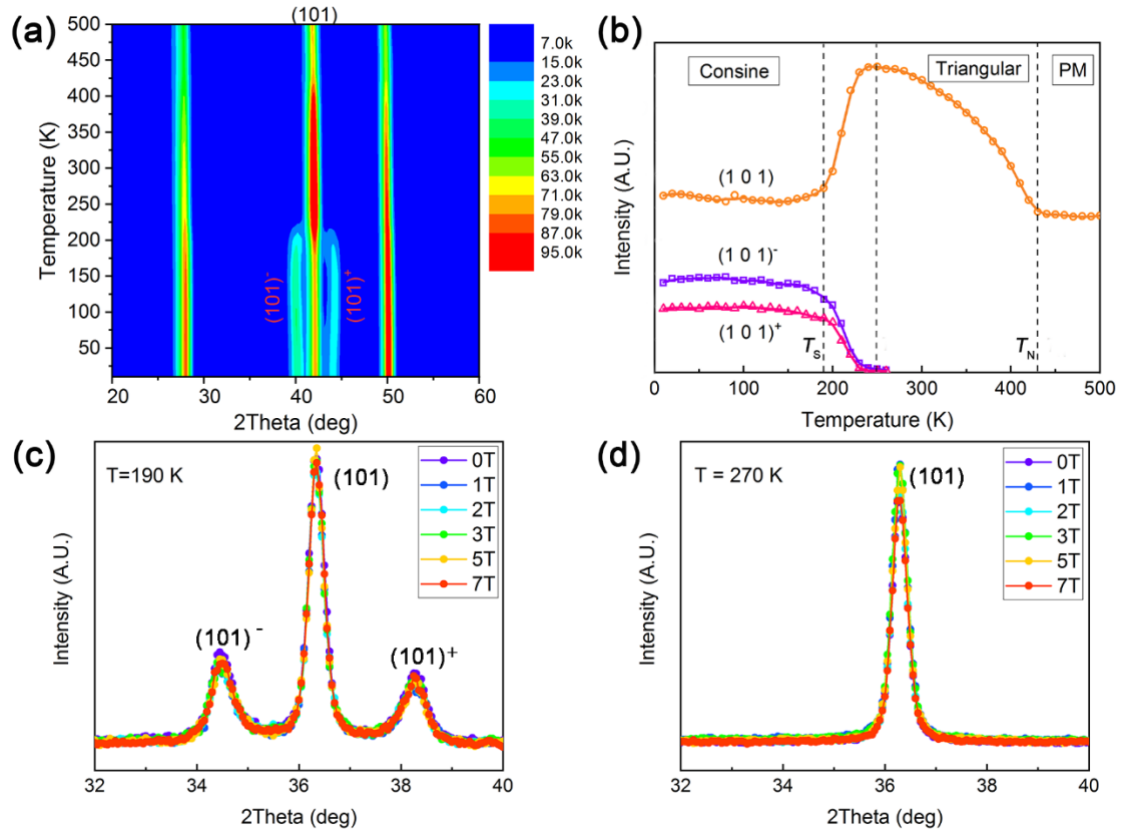 (a)
(101)
500
450
400
350
300
250
200
150
100
50
Temperature (K)
(101)-
(101)+
20 30 40 50 60
2Theta (deg)
7.0k
15.0k
23.0k
31.0k
39.0k
47.0k
55.0k
63.0k
71.0k
79.0k
87.0k
95.0k
(b)
Consine
Triangular
PM
Intensity (A.U.)
(1 0 1)
(1 0 1)-
(1 0 1)+
TS
TN
0 100 200 300 400 500
Temperature (K)
(c)
T=190 K
(101)
(101) -
(101)+
0T
1T
2T
3T
5T
7T
Intensity (A.U.)
32 34 36 38 40
2Theta (deg)
(d)
T = 270 K
(101)
0T
1T
2T
3T
5T
7T
Intensity (A.U.)
32 34 36 38 40
2Theta (deg)